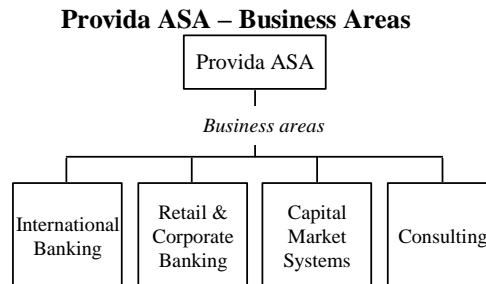 Provida ASA – Business Areas
Provida ASA
Business areas
International
Banking
Retail &
Corporate
Banking
Capital
Market
Systems
Consulting